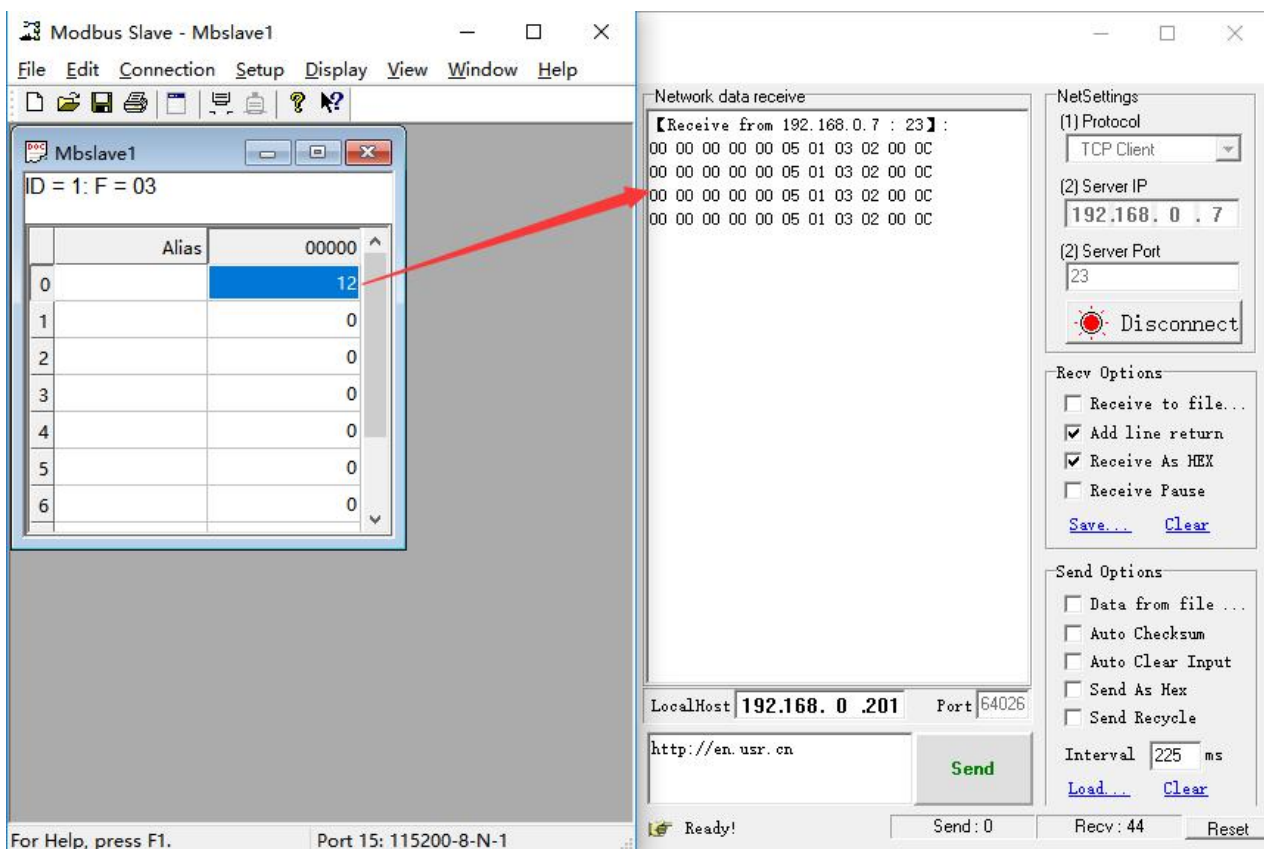 Modbus Slave - Mbslave1
File Edit Connection Setup Display View Window Help
Mbslave1
ID = 1: F = 03
Alias 00000
0 12
1 0
2 0
3 0
4 0
5 0
6 0
For Help, press F1. Port 15: 115200-8-N-1
Network data receive
【Receive from 192.168.0.7 : 23】:
00 00 00 00 00 05 01 03 02 00 0C
00 00 00 00 00 05 01 03 02 00 0C
00 00 00 00 00 05 01 03 02 00 0C
00 00 00 00 00 05 01 03 02 00 0C
LocalHost 192.168. 0 .201 Port 64026
http://en.usr.cn
Send
Ready! Send : 0 Recv : 44 Reset
NetSettings
(1) Protocol
TCP Client
(2) Server IP
192.168. 0 . 7
(2) Server Port
23
Disconnect
Recv Options
Receive to file...
Add line return
Receive As HEX
Receive Pause
Save... Clear
Send Options
Data from file ...
Auto Checksum
Auto Clear Input
Send As Hex
Send Recycle
Interval 225 ms
Load... Clear